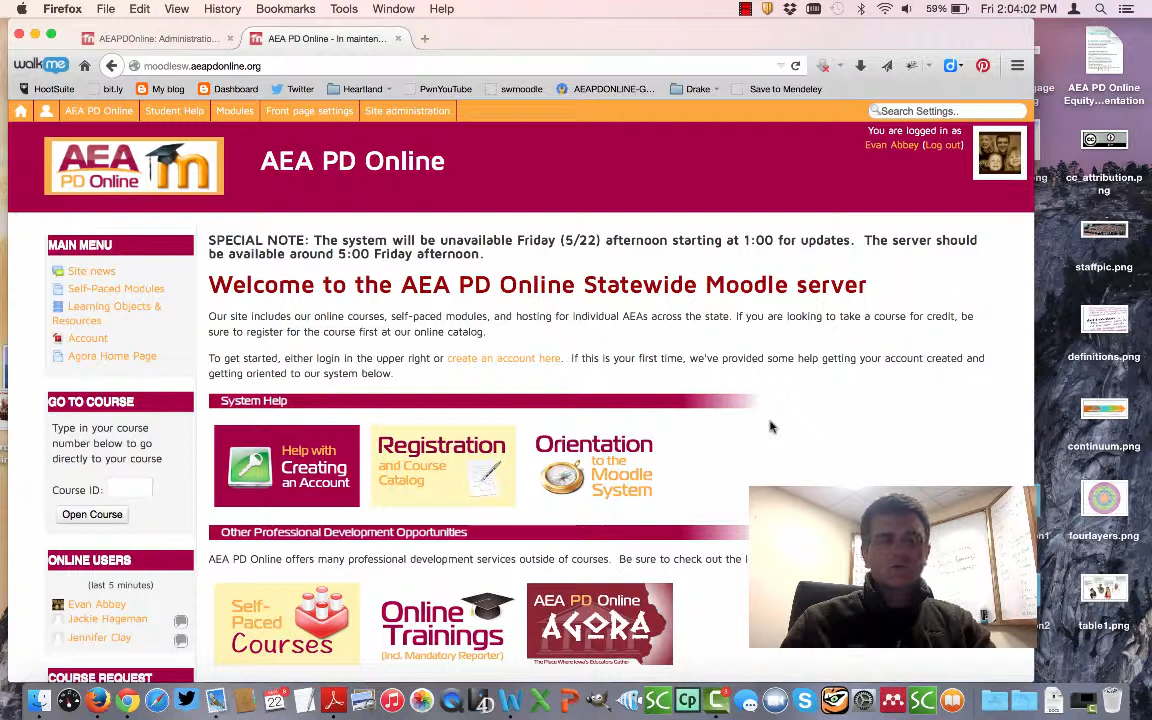 Firefox File Edit View History Bookmarks Tools Window Help 59% Fri 2:04:02
AEAPDOnline: Administratio... × AEA PD Online - In mainten... × +
walkme moodlesw.aeapdonline.org
HootSuite bit.ly My blog Dashboard Twitter Heartland PwnYouTube swmoodle AEAPDONLINE-G... Drake Save to Mendeley
AEA PD Online Student Help Modules Front page settings Site administration Search Settings..
You are logged in as
Evan Abbey (Log out)
AEA
PD Online
AEA PD Online
MAIN MENU
Site news
Self-Paced Modules
Learning Objects &
Resources
Account
Agora Home Page
GO TO COURSE
Type in your course
number below to go
directly to your course
Course ID:
Open Course
ONLINE USERS
(last 5 minutes)
Evan Abbey
Jackie Hageman
Jennifer Clay
COURSE REQUEST
SPECIAL NOTE: The system will be unavailable Friday (5/22) afternoon starting at 1:00 for updates. The server should
be available around 5:00 Friday afternoon.
Welcome to the AEA PD Online Statewide Moodle server
Our site includes our online courses, self-paced modules, and hosting for individual AEAs across the state. If you are looking to take a course for credit, be
sure to register for the course first at our online catalog.
To get started, either login in the upper right or create an account here. If this is your first time, we've provided some help getting your account created and
getting oriented to our system below.
System Help
Help with
Creating
an Account
Registration
and Course
Catalog
Orientation
to the
Moodle
System
Other Professional Development Opportunities
AEA PD Online offers many professional development services outside of courses. Be sure to check out the
Self-
Paced
Courses
Online
Trainings
(incl. Mandatory Reporter)
AEA PD Online
AGORA
The Place Where Iowa's Educators Gather
AEA PD Online
Equity...entation
cc_attribution.p
ng
staffpic.png
definitions.png
continuum.png
fourlayers.png
table1.png
MAY
22
SC
Cp
SC